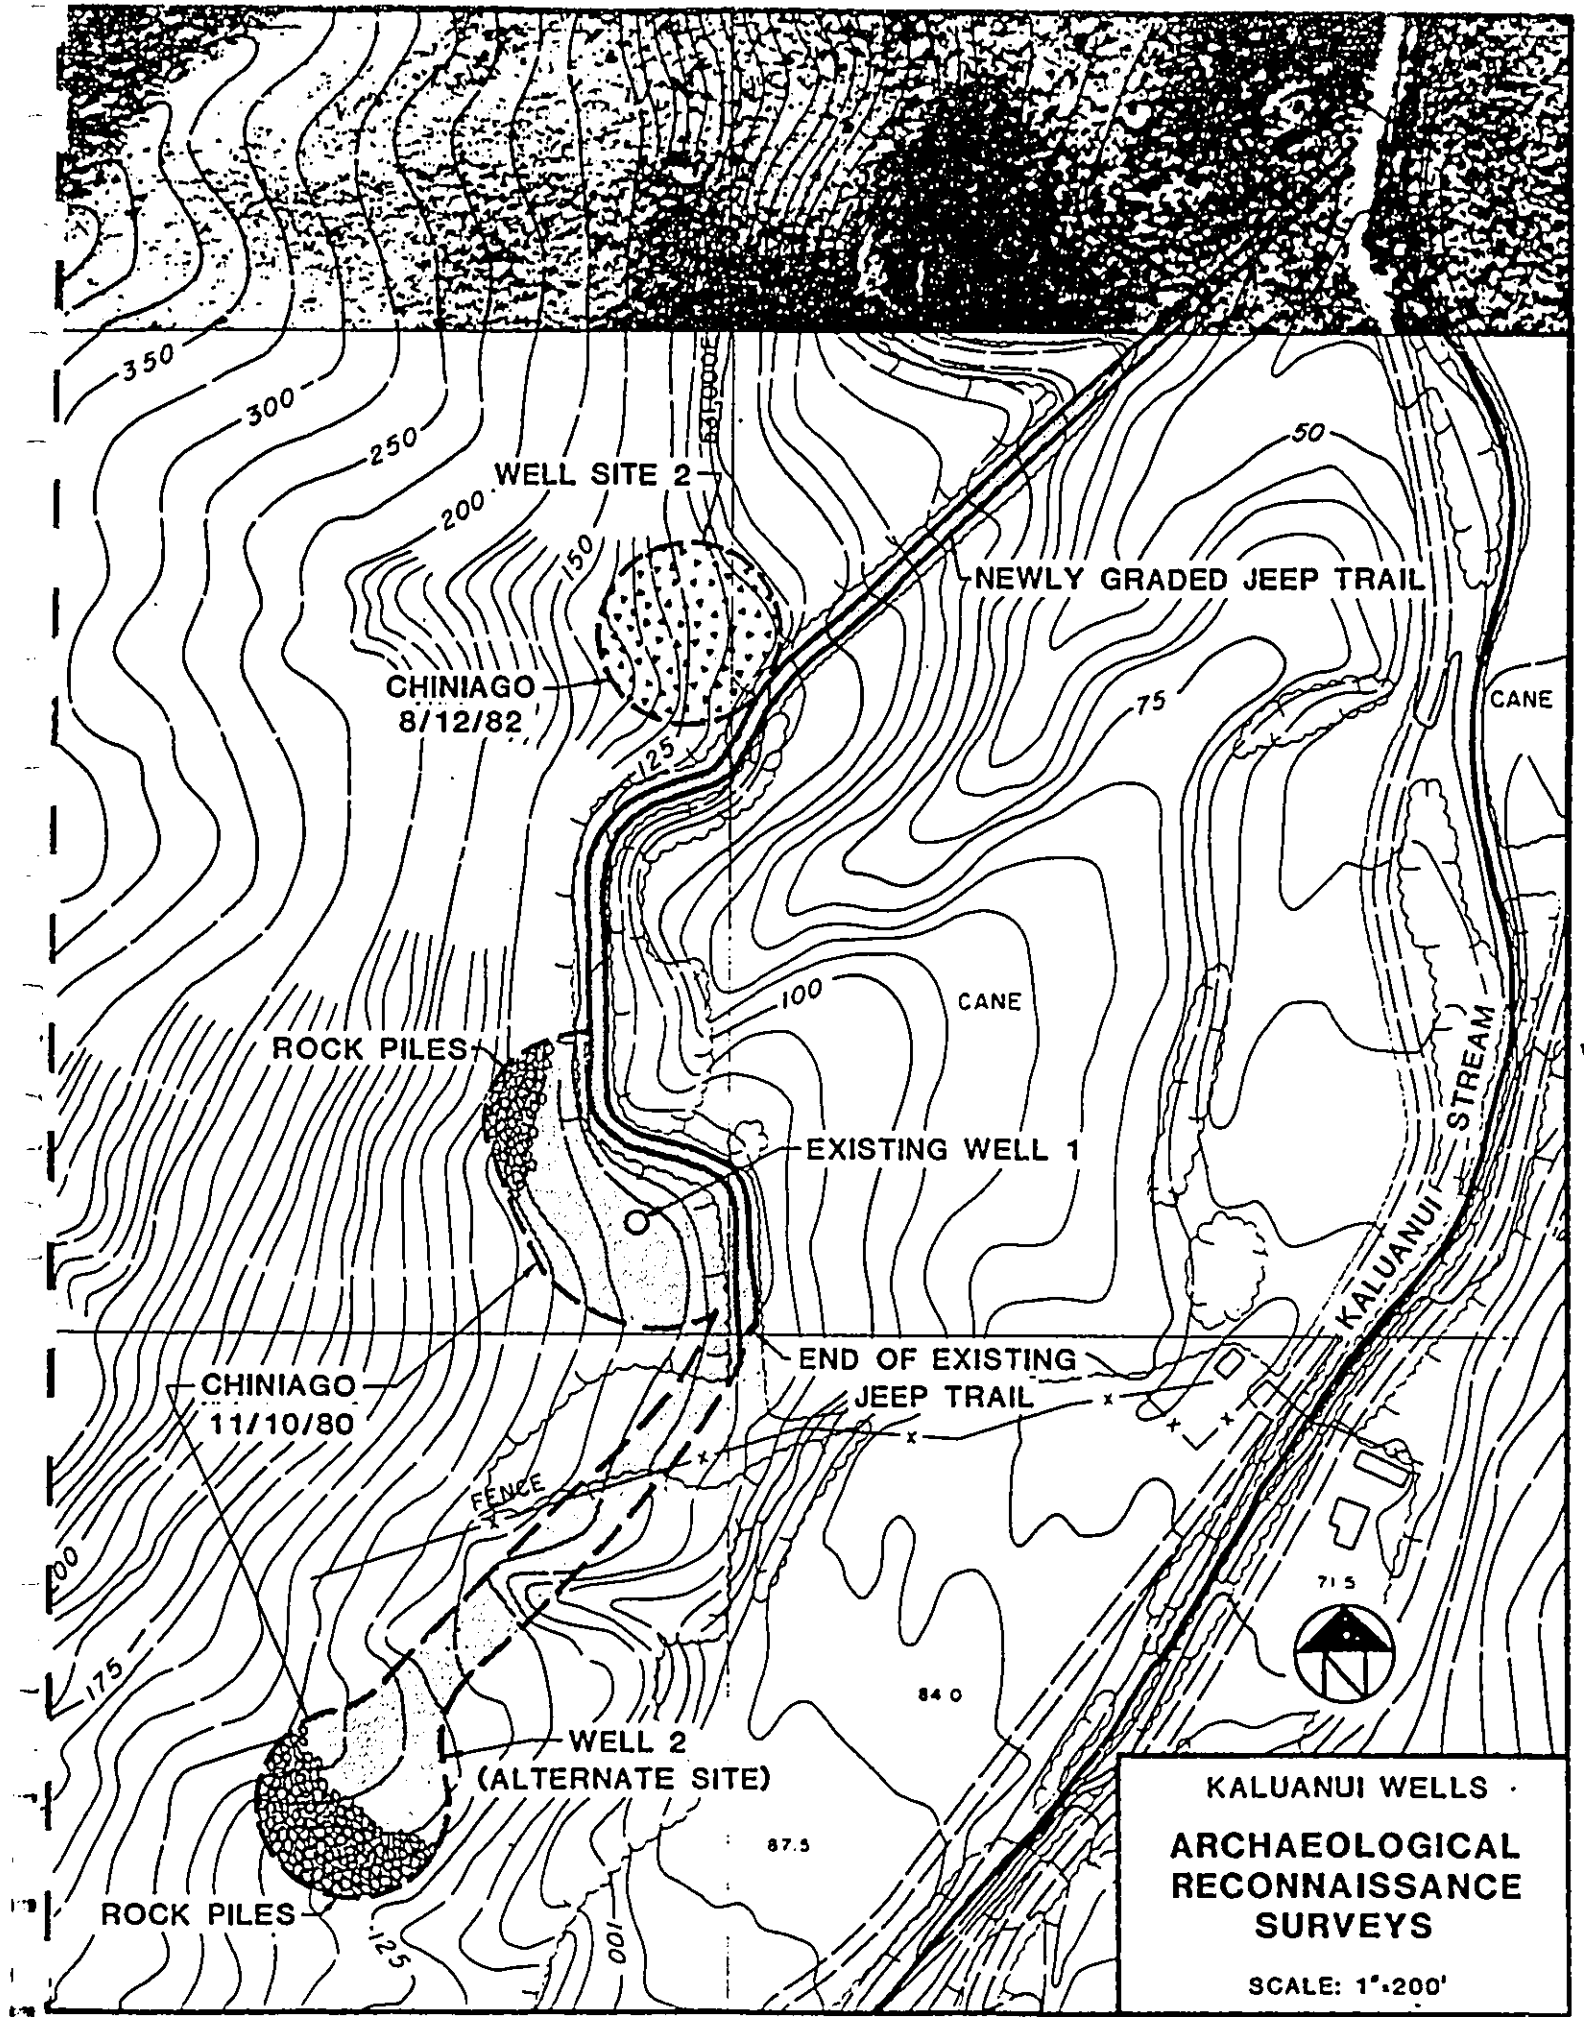 350
300
250
200
150
50
WELL SITE 2
NEWLY GRADED JEEP TRAIL
CHINIAGO
8/12/82
125
75
CANE
100
CANE
ROCK PILES
EXISTING WELL 1
KALUANUI STREAM
END OF EXISTING
JEEP TRAIL
CHINIAGO
11/10/80
x
x
x
x
x
x
FENCE
71.5
N
175
84.0
WELL 2
(ALTERNATE SITE)
87.5
ROCK PILES
125
100
KALUANUI WELLS
ARCHAEOLOGICAL
RECONNAISSANCE
SURVEYS
SCALE: 1"=200'